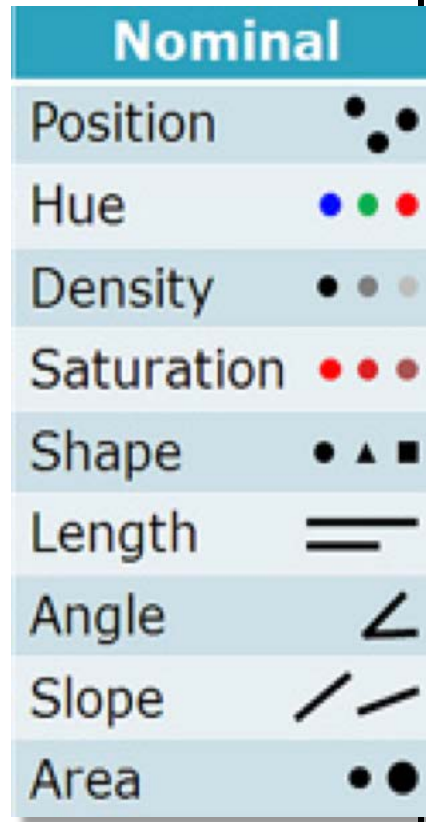 Nominal
Position
Hue
Density
Saturation
Shape
Length
Angle
Slope
Area